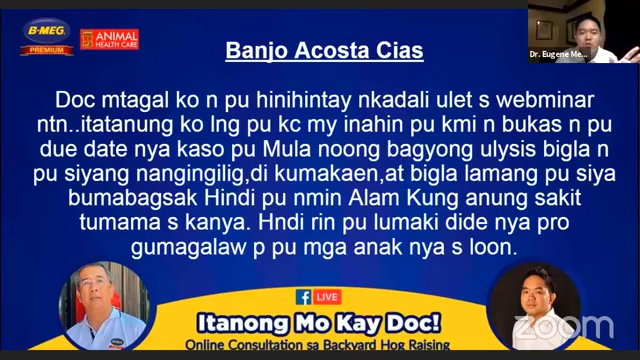 B-MEG
PREMIUM
ANIMAL
HEALTH CARE
Banjo Acosta Cias
Dr. Eugene Me...
Doc mtagal ko n pu hinihintay nkadali ulet s webminar
ntn..itatanung ko lng pu kc my inahin pu kmi n bukas n pu
due date nya kaso pu Mula noong bagyong ulysis bigla n
pu siyang nangingilig,di kumakaen,at bigla lamang pu siya
bumabagsak Hindi pu nmin Alam Kung anung sakit
tumama s kanya. Hndi rin pu lumaki dide nya pro
gumagalaw p pu mga anak nya s loon.
LIVE
Itanong Mo Kay Doc!
Online Consultation sa Backyard Hog Raising
zoom